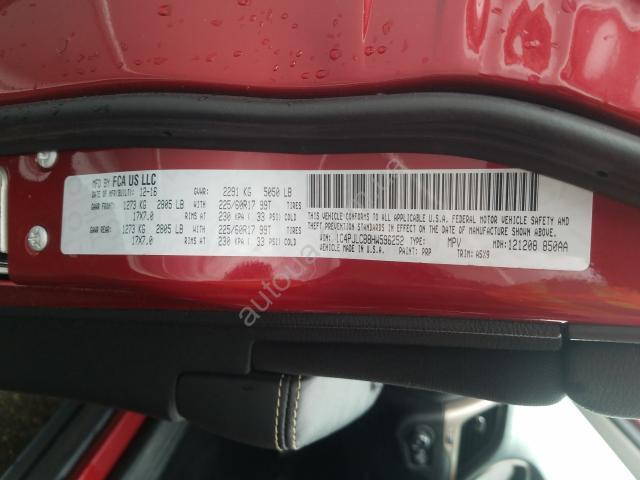 MFD BY FCA US LLC
DATE OF MFR/BUILT: 12-16 GVWR: 2291 KG 5050 LB
GAWR FRONT: 1273 KG 2805 LB WITH 225/60R17 99T TIRES
17X7.0 RIMS AT 230 KPA / 33 PSI COLD
GAWR REAR: 1273 KG 2805 LB WITH 225/60R17 99T TIRES
17X7.0 RIMS AT 230 KPA / 33 PSI COLD
THIS VEHICLE CONFORMS TO ALL APPLICABLE U.S.A. FEDERAL MOTOR VEHICLE SAFETY AND
THEFT PREVENTION STANDARDS IN EFFECT ON THE DATE OF MANUFACTURE SHOWN ABOVE.
VIN: 1C4PJLCB8HW596252 TYPE: MPV MDH: 121208 850AA
VEHICLE MADE IN U.S.A. PAINT: PRP TRIM: ASX9
autoua